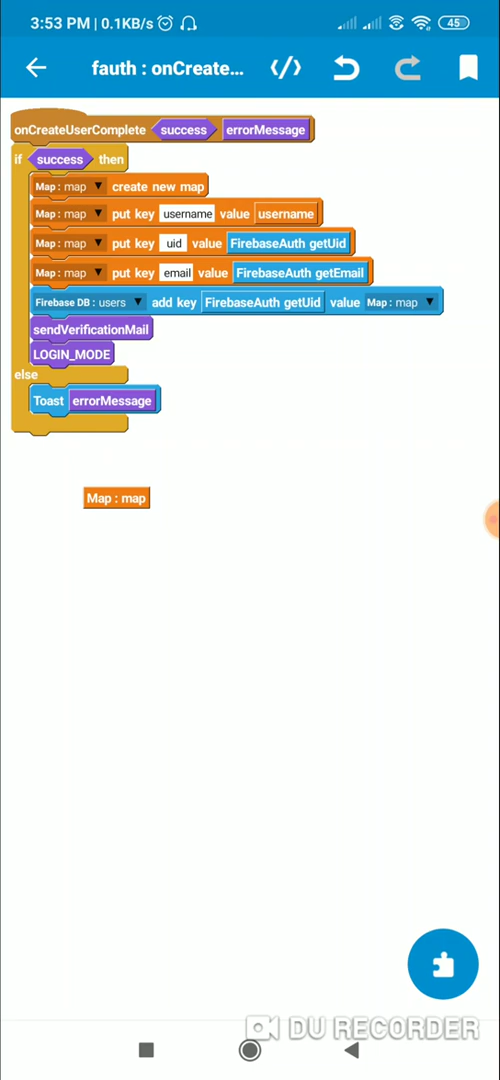 3:53 PM | 0.1KB/s 45
fauth : onCreate...
onCreateUserComplete success errorMessage
if success then
Map : map create new map
Map : map put key username value username
Map : map put key uid value FirebaseAuth getUid
Map : map put key email value FirebaseAuth getEmail
Firebase DB : users add key FirebaseAuth getUid value Map : map
sendVerificationMail
LOGIN_MODE
else
Toast errorMessage
Map : map
DU RECORDER